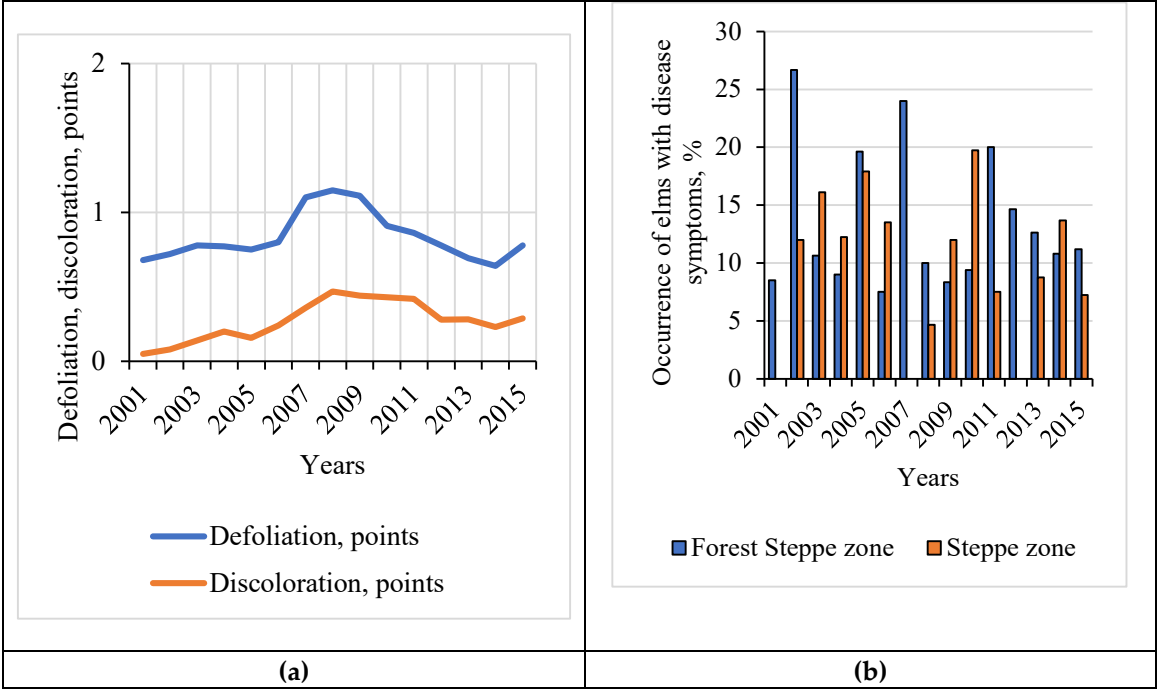 2
1
0
Defoliation, discoloration, points
2001
2003
2005
2007
2009
2011
2013
2015
Years
Defoliation, points
Discoloration, points
(a)
30
25
20
15
10
5
0
Occurrence of elms with disease
symptoms, %
2001
2003
2005
2007
2009
2011
2013
2015
Years
Forest Steppe zone
Steppe zone
(b)